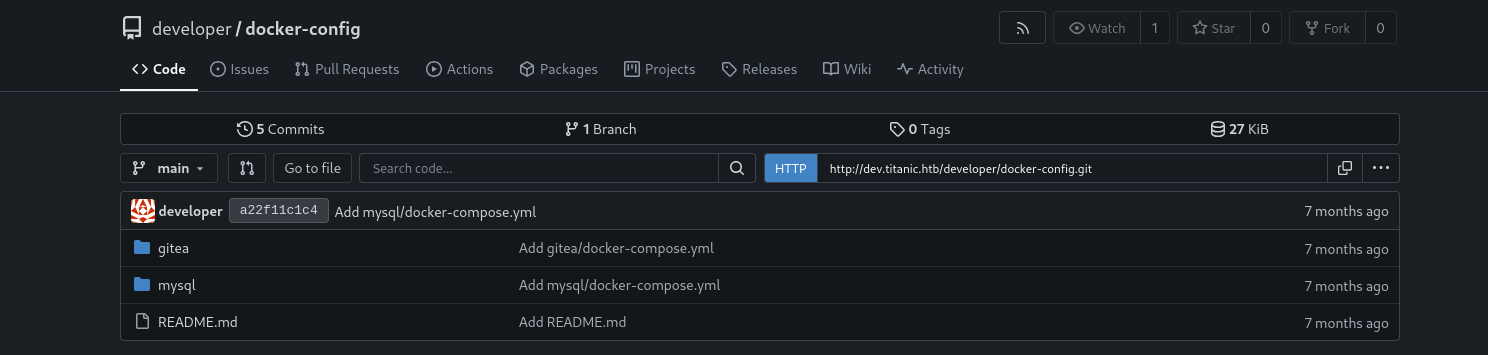 developer / docker-config Watch 1 Star 0 Fork 0
Code Issues Pull Requests Actions Packages Projects Releases Wiki Activity
5 Commits 1 Branch 0 Tags 27 KiB
main Go to file Search code... HTTP http://dev.titanic.htb/developer/docker-config.git
developer a22f11c1c4 Add mysql/docker-compose.yml 7 months ago
gitea Add gitea/docker-compose.yml 7 months ago
mysql Add mysql/docker-compose.yml 7 months ago
README.md Add README.md 7 months ago